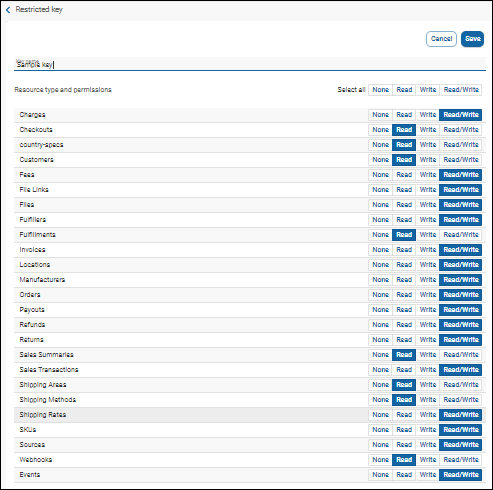 Restricted key
Cancel Save
Key name
Sample key
Resource type and permissions Select all None Read Write Read/Write
Charges None Read Write Read/Write
Checkouts None Read Write Read/Write
country-specs None Read Write Read/Write
Customers None Read Write Read/Write
Fees None Read Write Read/Write
File Links None Read Write Read/Write
Files None Read Write Read/Write
Fulfillers None Read Write Read/Write
Fulfillments None Read Write Read/Write
Invoices None Read Write Read/Write
Locations None Read Write Read/Write
Manufacturers None Read Write Read/Write
Orders None Read Write Read/Write
Payouts None Read Write Read/Write
Refunds None Read Write Read/Write
Returns None Read Write Read/Write
Sales Summaries None Read Write Read/Write
Sales Transactions None Read Write Read/Write
Shipping Areas None Read Write Read/Write
Shipping Methods None Read Write Read/Write
Shipping Rates None Read Write Read/Write
SKUs None Read Write Read/Write
Sources None Read Write Read/Write
Webhooks None Read Write Read/Write
Events None Read Write Read/Write